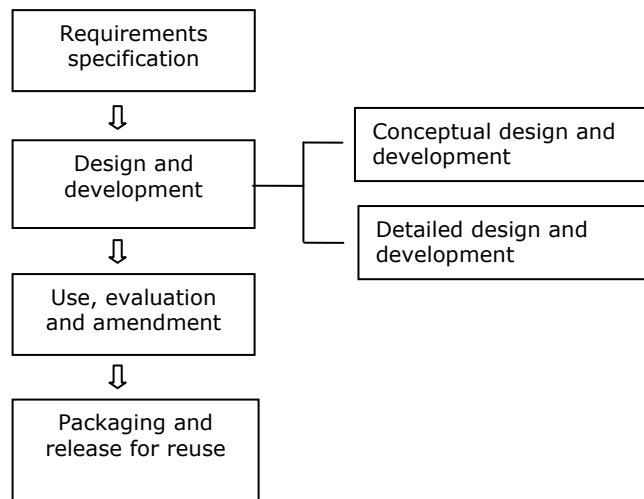 Requirements
specification
Design and
development
Conceptual design and
development
Detailed design and
development
Use, evaluation
and amendment
Packaging and
release for reuse